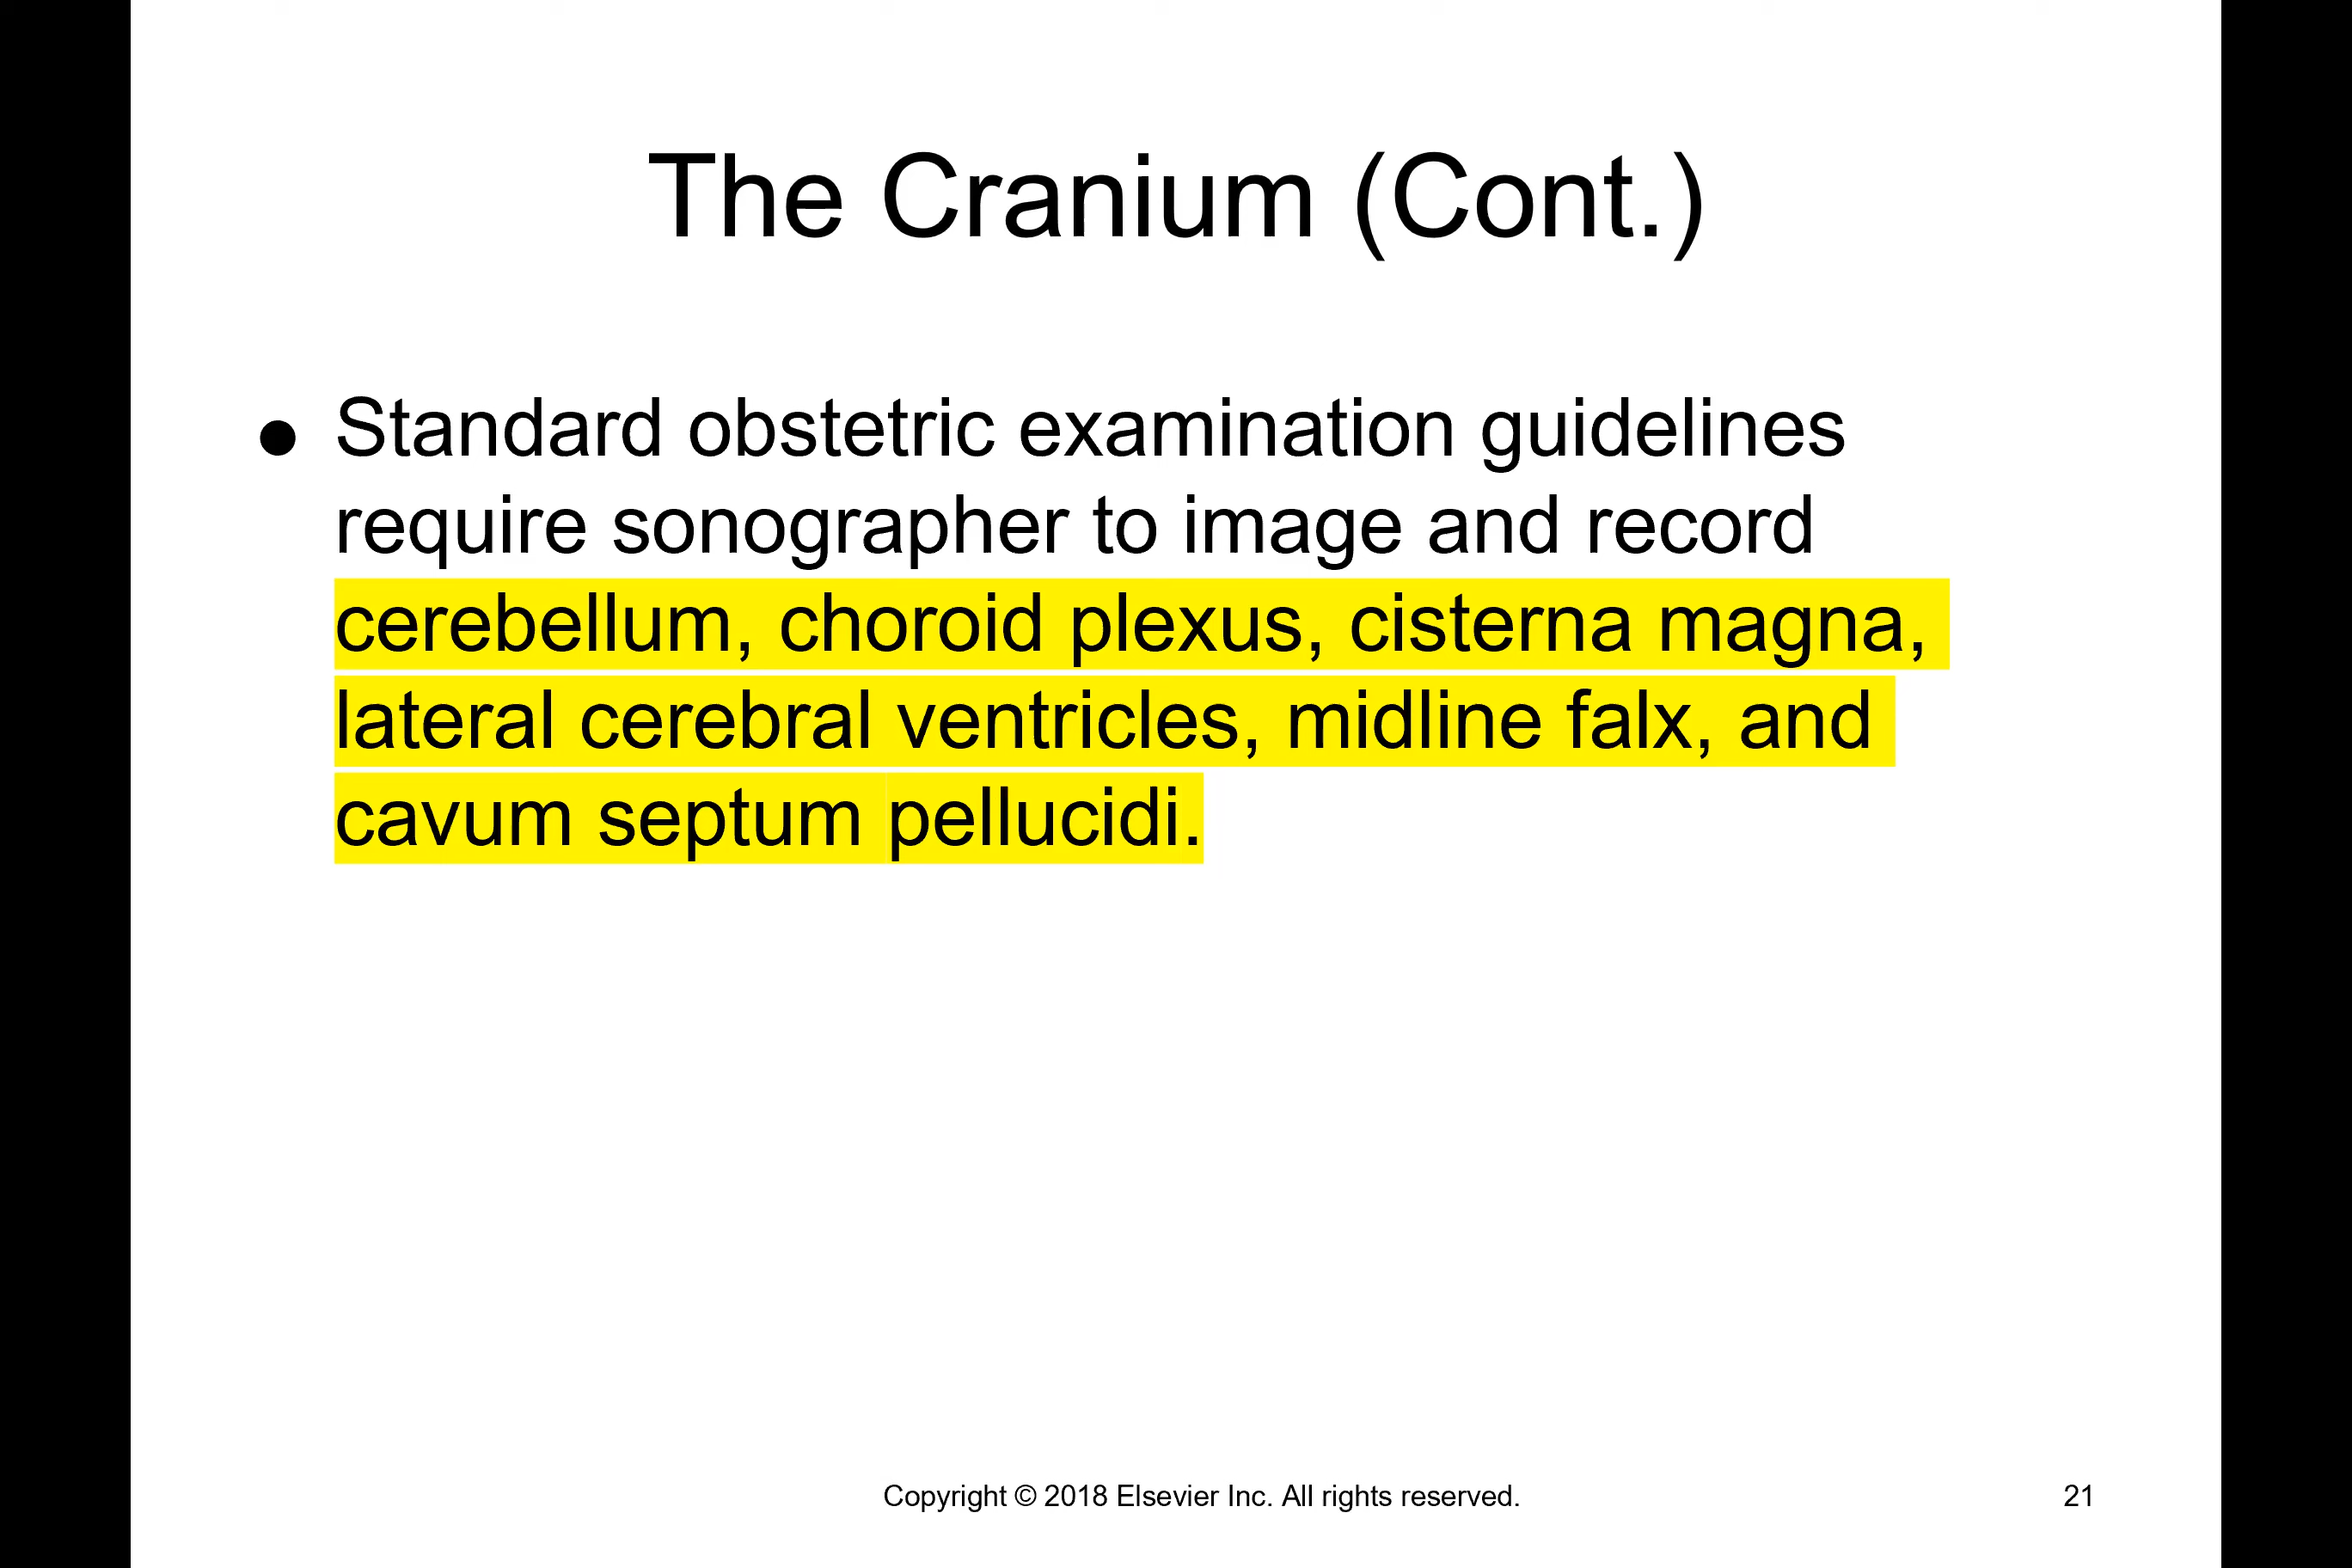 The Cranium (Cont.)
• Standard obstetric examination guidelines
require sonographer to image and record
cerebellum, choroid plexus, cisterna magna,
lateral cerebral ventricles, midline falx, and
cavum septum pellucidi.
Copyright © 2018 Elsevier Inc. All rights reserved.
21